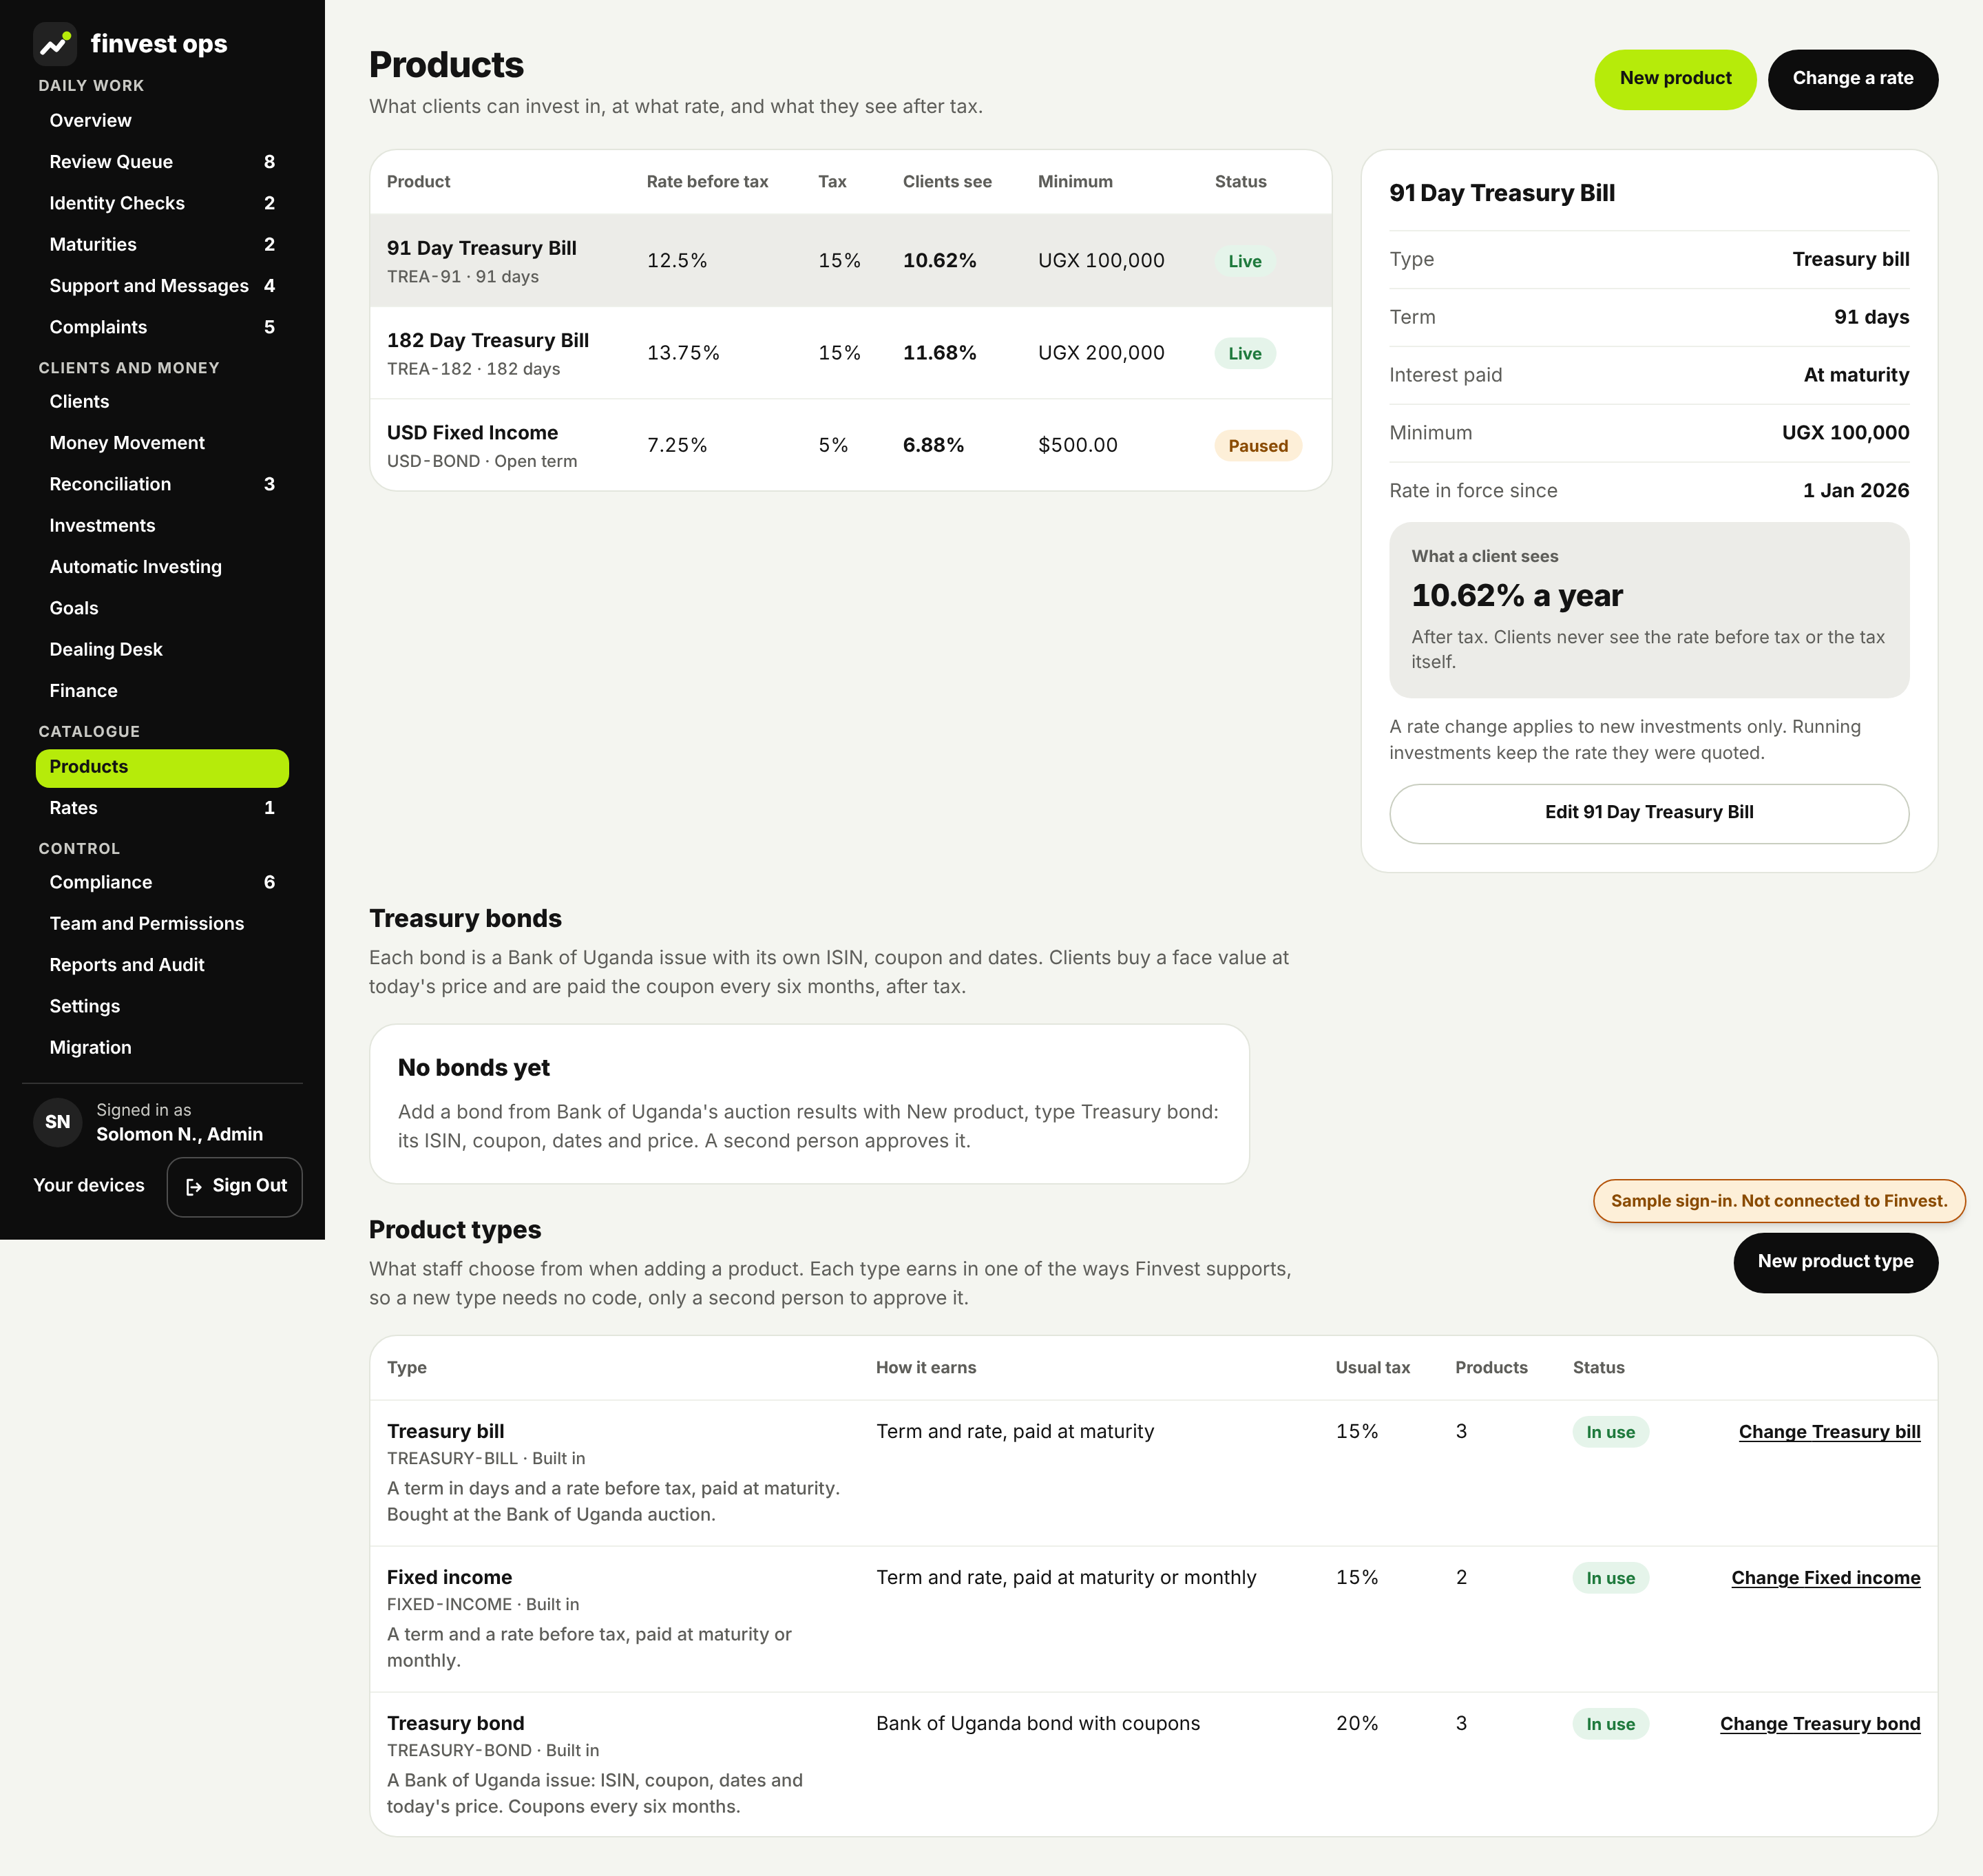 finvest ops
DAILY WORK
Overview
Review Queue 8
Identity Checks 2
Maturities 2
Support and Messages 4
Complaints 5
CLIENTS AND MONEY
Clients
Money Movement
Reconciliation 3
Investments
Automatic Investing
Goals
Dealing Desk
Finance
CATALOGUE
Products
Rates 1
CONTROL
Compliance 6
Team and Permissions
Reports and Audit
Settings
Migration
SN
Signed in as
Solomon N., Admin
Your devices
Sign Out
Products
What clients can invest in, at what rate, and what they see after tax.
New product
Change a rate
Product Rate before tax Tax Clients see Minimum Status
91 Day Treasury Bill
TREA-91 · 91 days
12.5% 15% 10.62% UGX 100,000 Live
182 Day Treasury Bill
TREA-182 · 182 days
13.75% 15% 11.68% UGX 200,000 Live
USD Fixed Income
USD-BOND · Open term
7.25% 5% 6.88% $500.00 Paused
91 Day Treasury Bill
Type Treasury bill
Term 91 days
Interest paid At maturity
Minimum UGX 100,000
Rate in force since 1 Jan 2026
What a client sees
10.62% a year
After tax. Clients never see the rate before tax or the tax
itself.
A rate change applies to new investments only. Running
investments keep the rate they were quoted.
Edit 91 Day Treasury Bill
Treasury bonds
Each bond is a Bank of Uganda issue with its own ISIN, coupon and dates. Clients buy a face value at
today's price and are paid the coupon every six months, after tax.
No bonds yet
Add a bond from Bank of Uganda's auction results with New product, type Treasury bond:
its ISIN, coupon, dates and price. A second person approves it.
Sample sign-in. Not connected to Finvest.
Product types
What staff choose from when adding a product. Each type earns in one of the ways Finvest supports,
so a new type needs no code, only a second person to approve it.
New product type
Type How it earns Usual tax Products Status
Treasury bill
TREASURY-BILL · Built in
A term in days and a rate before tax, paid at maturity.
Bought at the Bank of Uganda auction.
Term and rate, paid at maturity 15% 3 In use Change Treasury bill
Fixed income
FIXED-INCOME · Built in
A term and a rate before tax, paid at maturity or
monthly.
Term and rate, paid at maturity or monthly 15% 2 In use Change Fixed income
Treasury bond
TREASURY-BOND · Built in
A Bank of Uganda issue: ISIN, coupon, dates and
today's price. Coupons every six months.
Bank of Uganda bond with coupons 20% 3 In use Change Treasury bond